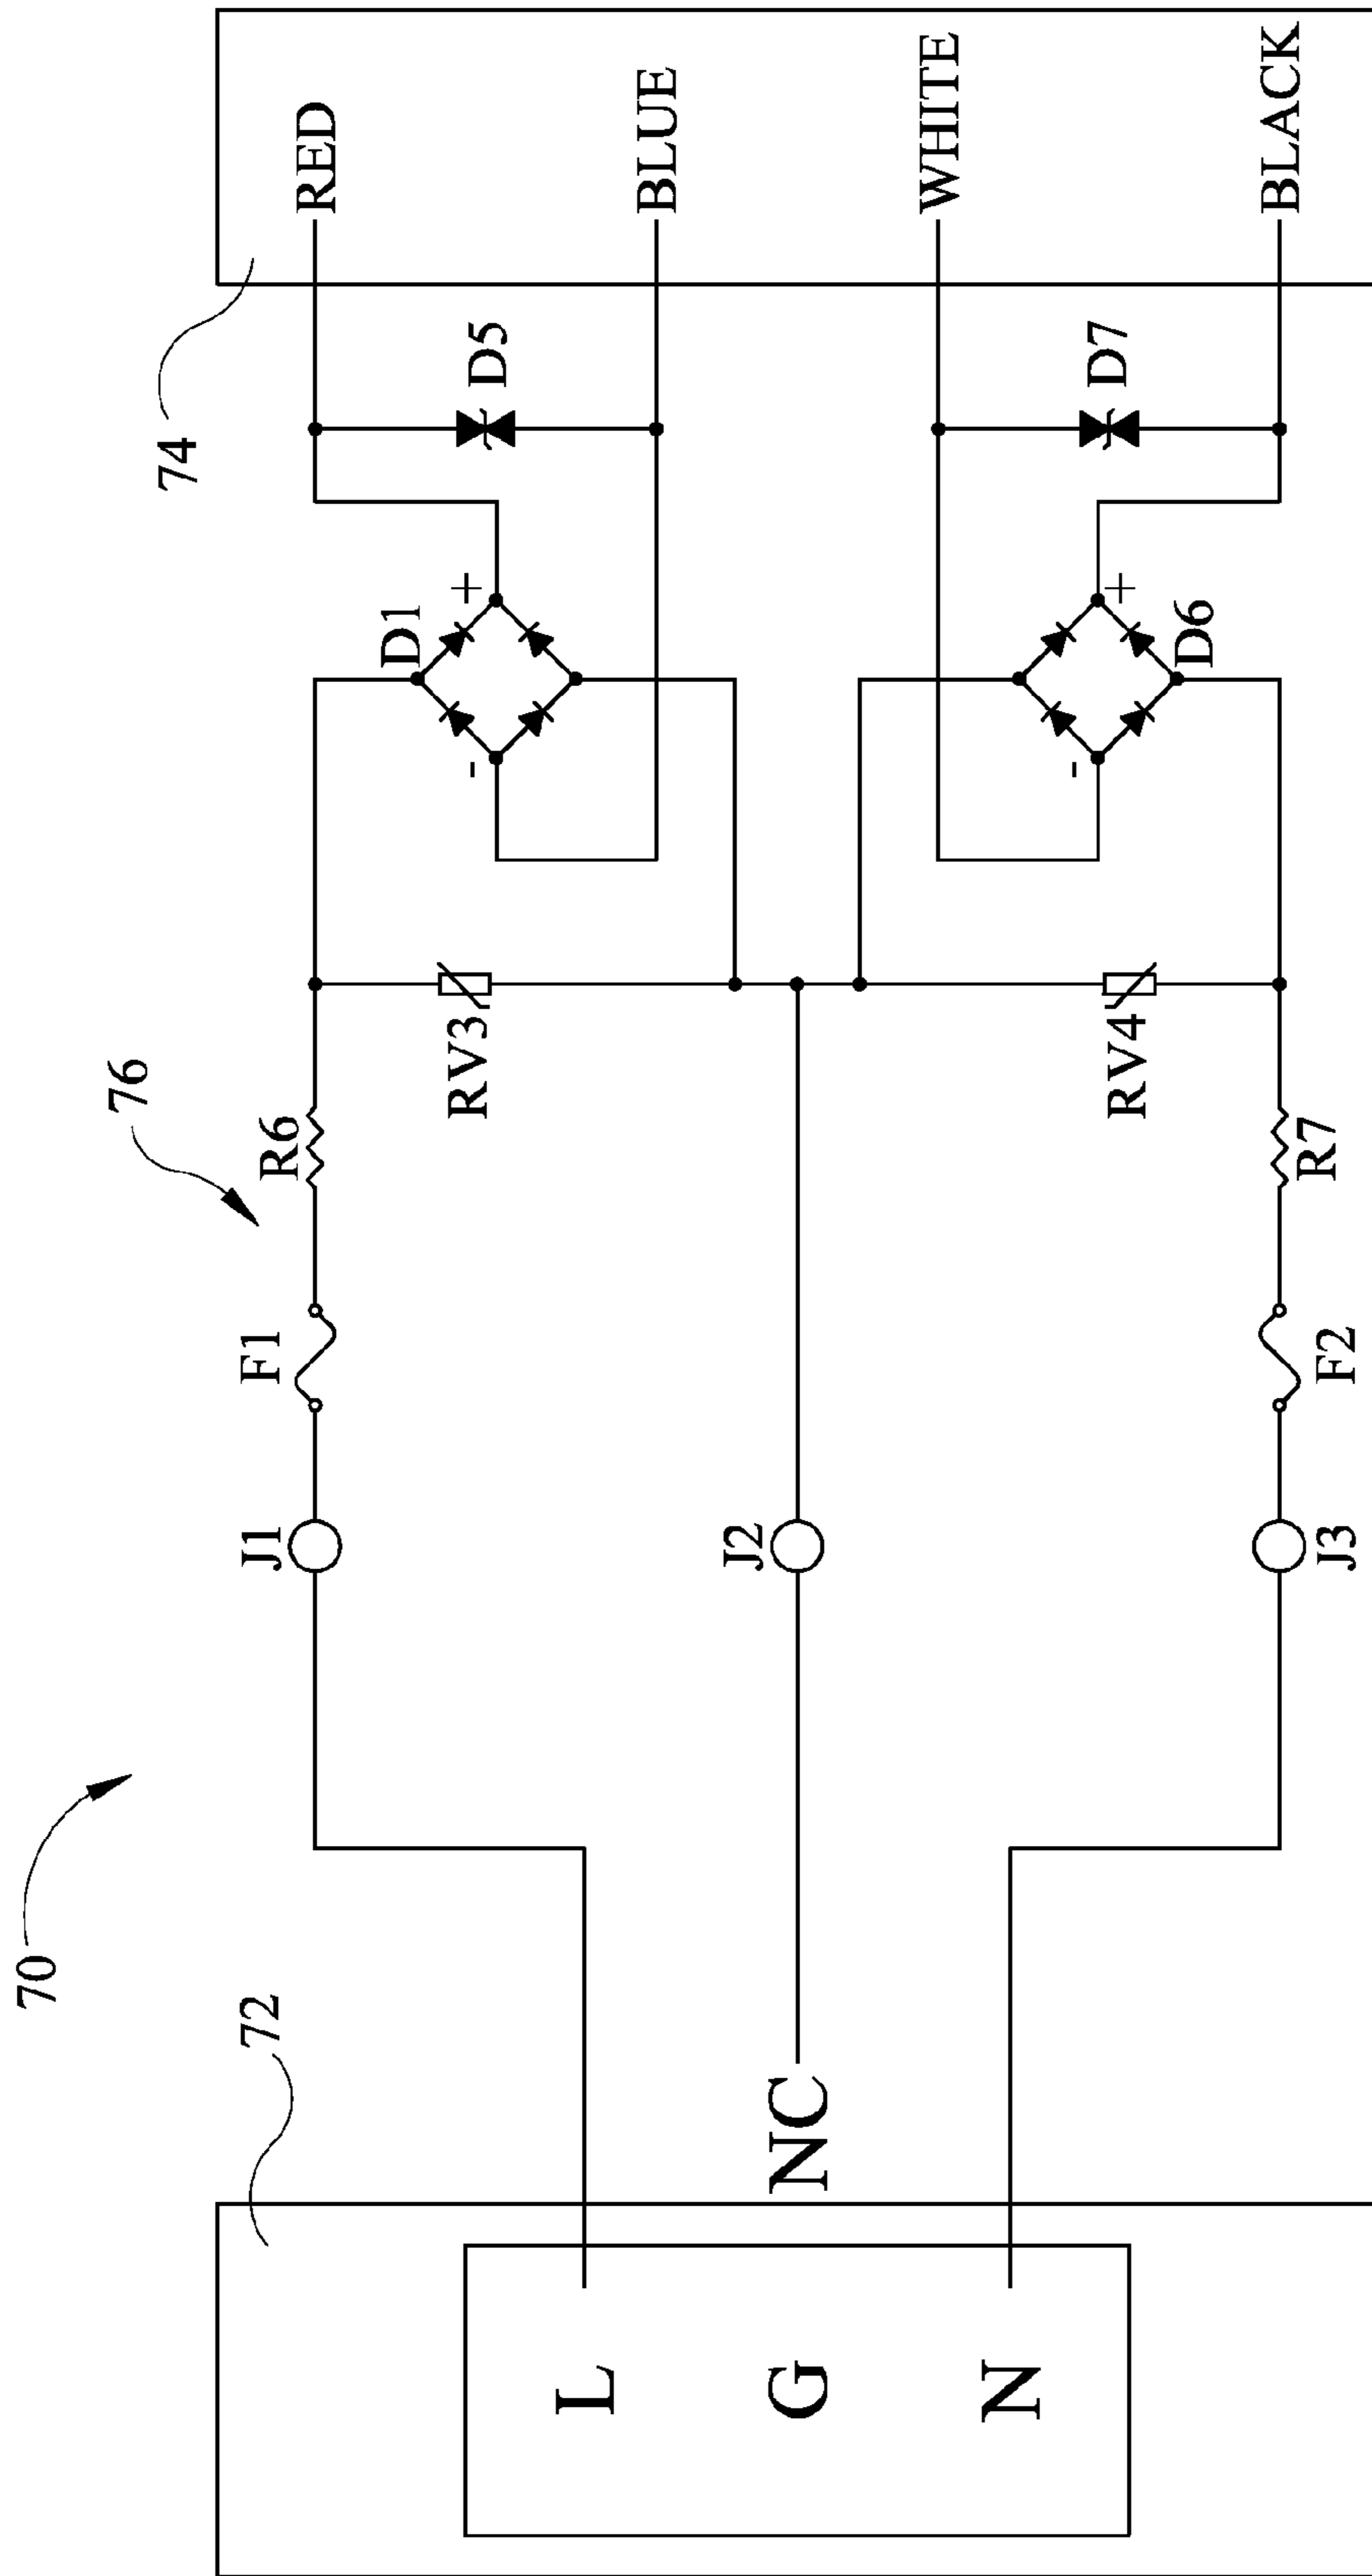 70
72
74
76
L
G
N
NC
J1
F1
R6
J2
J3
F2
R7
RV3
RV4
D1
+
-
D5
D6
+
-
D7
RED
BLUE
WHITE
BLACK